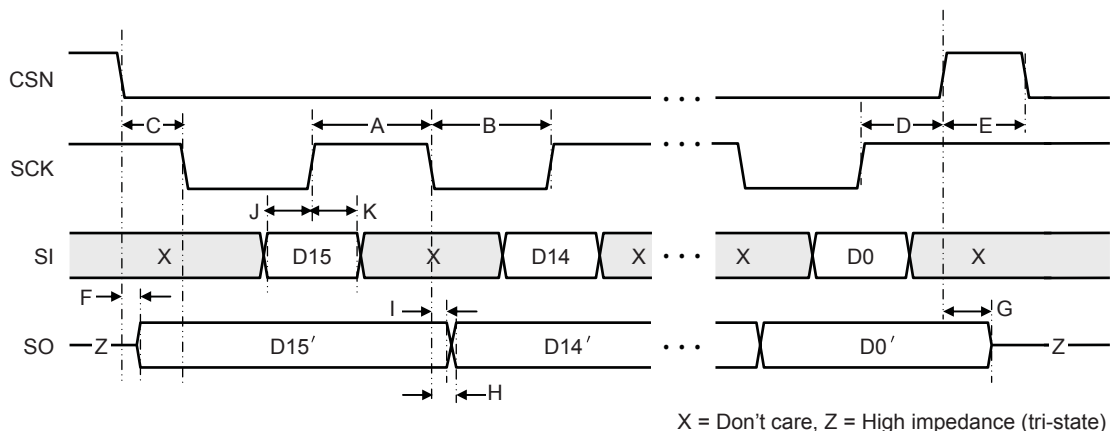 CSN
C A B D E
SCK
J K
SI X D15 X D14 X • • • X D0 X
F I G
SO Z D15′ D14′ • • • D0′ Z
H
X = Don't care, Z = High impedance (tri-state)